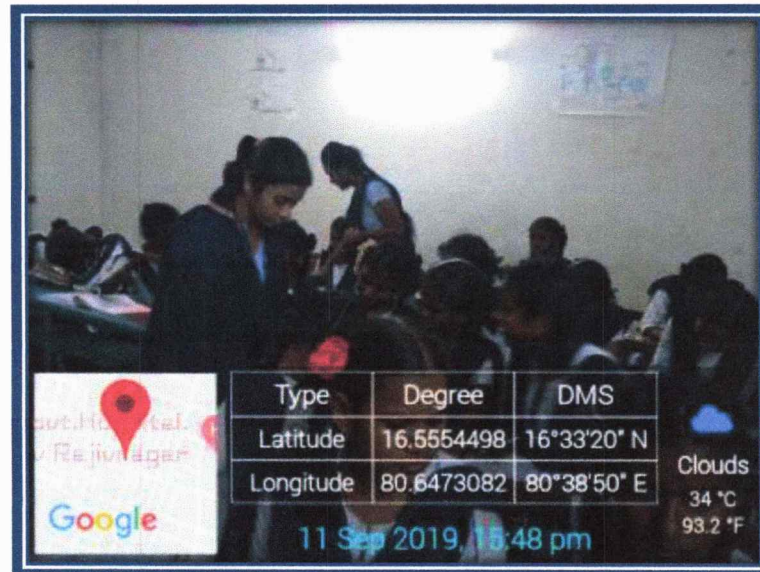 Type Degree DMS
Latitude 16.5554498 16°33'20" N
Longitude 80.6473082 80°38'50" E
Rajivnagar
Google
Clouds
34 °C
93.2 °F
11 Sep 2019, 15:48 pm